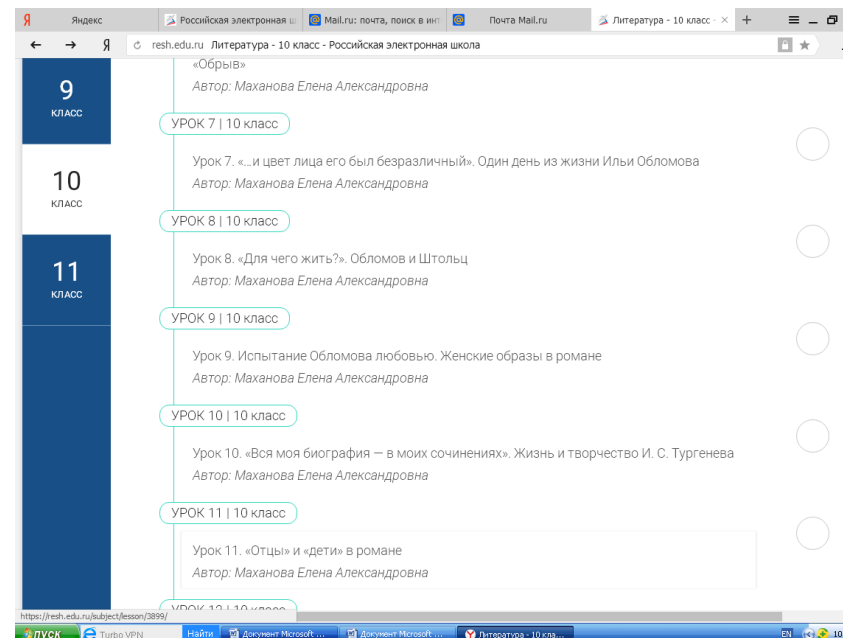 Я Яндекс
Российская электронная ш
Mail.ru: почта, поиск в инт
Почта Mail.ru
Литература - 10 класс -
resh.edu.ru Литература - 10 класс - Российская электронная школа
«Обрыв»
Автор: Маханова Елена Александровна
9
КЛАСС
УРОК 7 | 10 класс
Урок 7. «...и цвет лица его был безразличный». Один день из жизни Ильи Обломова
Автор: Маханова Елена Александровна
10
КЛАСС
УРОК 8 | 10 класс
Урок 8. «Для чего жить?». Обломов и Штольц
Автор: Маханова Елена Александровна
11
КЛАСС
УРОК 9 | 10 класс
Урок 9. Испытание Обломова любовью. Женские образы в романе
Автор: Маханова Елена Александровна
УРОК 10 | 10 класс
Урок 10. «Вся моя биография — в моих сочинениях». Жизнь и творчество И. С. Тургенева
Автор: Маханова Елена Александровна
УРОК 11 | 10 класс
Урок 11. «Отцы» и «дети» в романе
Автор: Маханова Елена Александровна
УРОК 12 | 10 класс
https://resh.edu.ru/subject/lesson/3899/
пуск
Turbo VPN
Найти
Документ Microsoft ...
Документ Microsoft ...
Литература - 10 кла...
EN
10